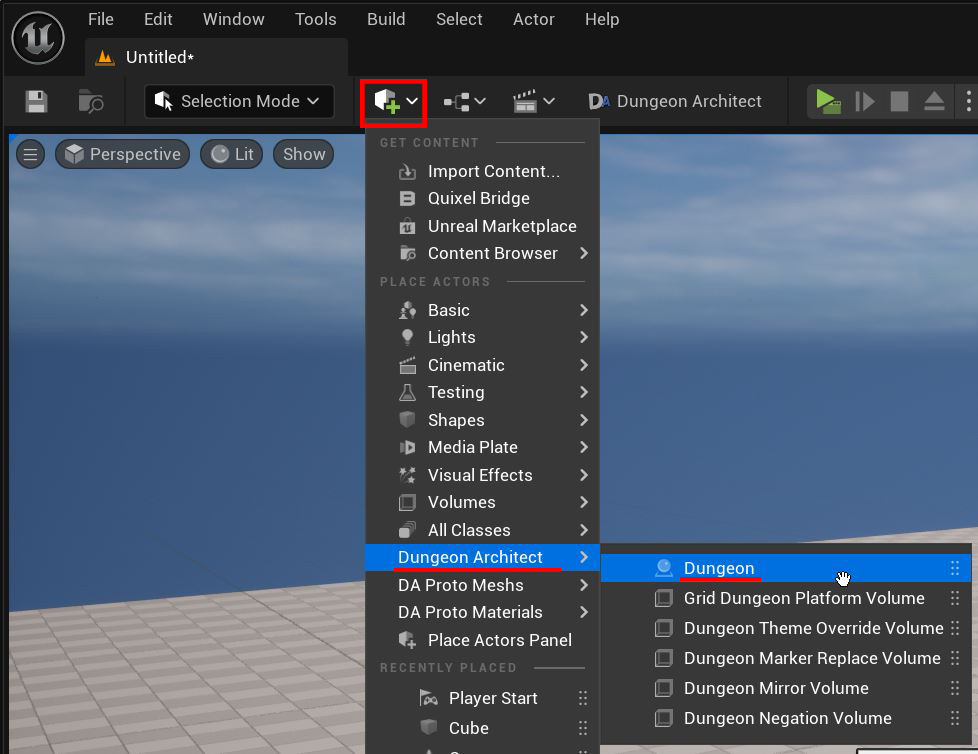 File Edit Window Tools Build Select Actor Help
Untitled*
Selection Mode
DA Dungeon Architect
Perspective Lit Show
GET CONTENT
Import Content...
Quixel Bridge
Unreal Marketplace
Content Browser
PLACE ACTORS
Basic
Lights
Cinematic
Testing
Shapes
Media Plate
Visual Effects
Volumes
All Classes
Dungeon Architect
DA Proto Meshs
DA Proto Materials
Place Actors Panel
RECENTLY PLACED
Player Start
Cube
Dungeon
Grid Dungeon Platform Volume
Dungeon Theme Override Volume
Dungeon Marker Replace Volume
Dungeon Mirror Volume
Dungeon Negation Volume